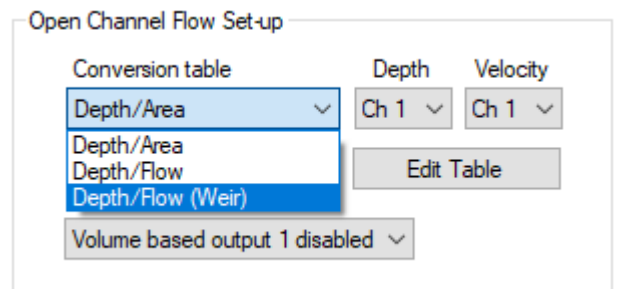 Open Channel Flow Set-up
Conversion table Depth Velocity
Depth/Area Ch 1 Ch 1
Depth/Area
Depth/Flow Edit Table
Depth/Flow (Weir)
Volume based output 1 disabled